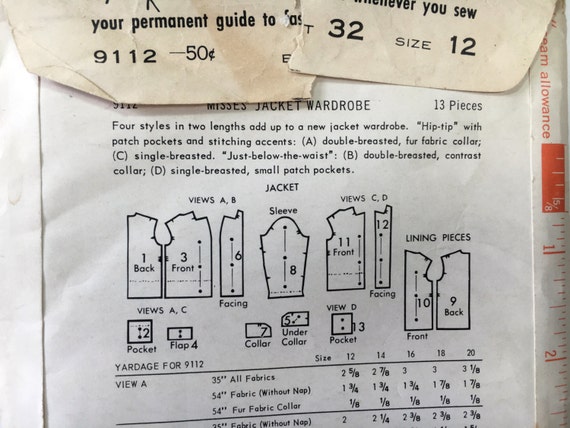 whenever you sew
your permanent guide to fas
T 32 SIZE 12
9112 —50¢
9112 MISSES' JACKET WARDROBE 13 Pieces
Four styles in two lengths add up to a new jacket wardrobe. "Hip-tip" with
patch pockets and stitching accents: (A) double-breasted, fur fabric collar;
(C) single-breasted. "Just-below-the-waist": (B) double-breasted, contrast
collar; (D) single-breasted, small patch pockets.
JACKET
VIEWS A, B
VIEWS C, D
Sleeve
1 Back
3 Front
6
Facing
8
11 Front
12
Facing
LINING PIECES
10
Front
9 Back
VIEWS A, C
VIEW D
2
Pocket
Flap 4
7
Collar
5
Under
Collar
13
Pocket
YARDAGE FOR 9112 Size 12 14 16 18 20
VIEW A 35" All Fabrics 2 5/8 2 7/8 3 3 3 1/8
54" Fabric (Without Nap) 1 3/4 1 3/4 1 3/4 1 7/8 1 7/8
54" Fur Fabric Collar 1/8 1/8 1/8 1/8 1/8
35" Fabric (Without Nap) 2 2 1/4 2 3/8 2 3/8 2 3/8
seam allowance
5/8
1
2